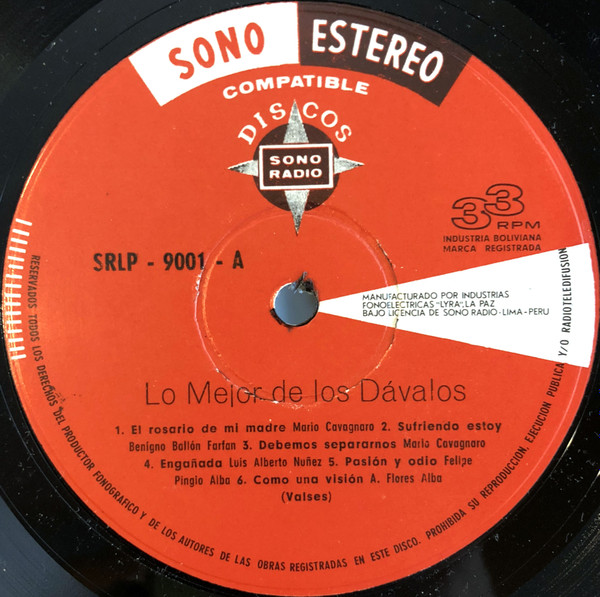 SONO ESTEREO
COMPATIBLE
DISCOS
SONO
RADIO
33
RPM
INDUSTRIA BOLIVIANA
MARCA REGISTRADA
SRLP - 9001 - A
MANUFACTURADO POR INDUSTRIAS
FONOELECTRICAS "LYRA" LA PAZ
BAJO LICENCIA DE SONO RADIO - LIMA - PERU
Lo Mejor de los Dávalos
1. El rosario de mi madre Mario Cavagnaro 2. Sufriendo estoy
Benigno Ballón Farfan 3. Debemos separarnos Mario Cavagnaro
4. Engañada Luis Alberto Nuñez 5. Pasión y odio Felipe
Pinglo Alba 6. Como una visión A. Flores Alba
(Valses)
RESERVADOS TODOS LOS DERECHOS DEL PRODUCTOR FONOGRAFICO Y DE LOS AUTORES DE LAS OBRAS REGISTRADAS EN ESTE DISCO. PROHIBIDA SU REPRODUCCION, EJECUCION PUBLICA Y/O RADIOTELEDIFUSION